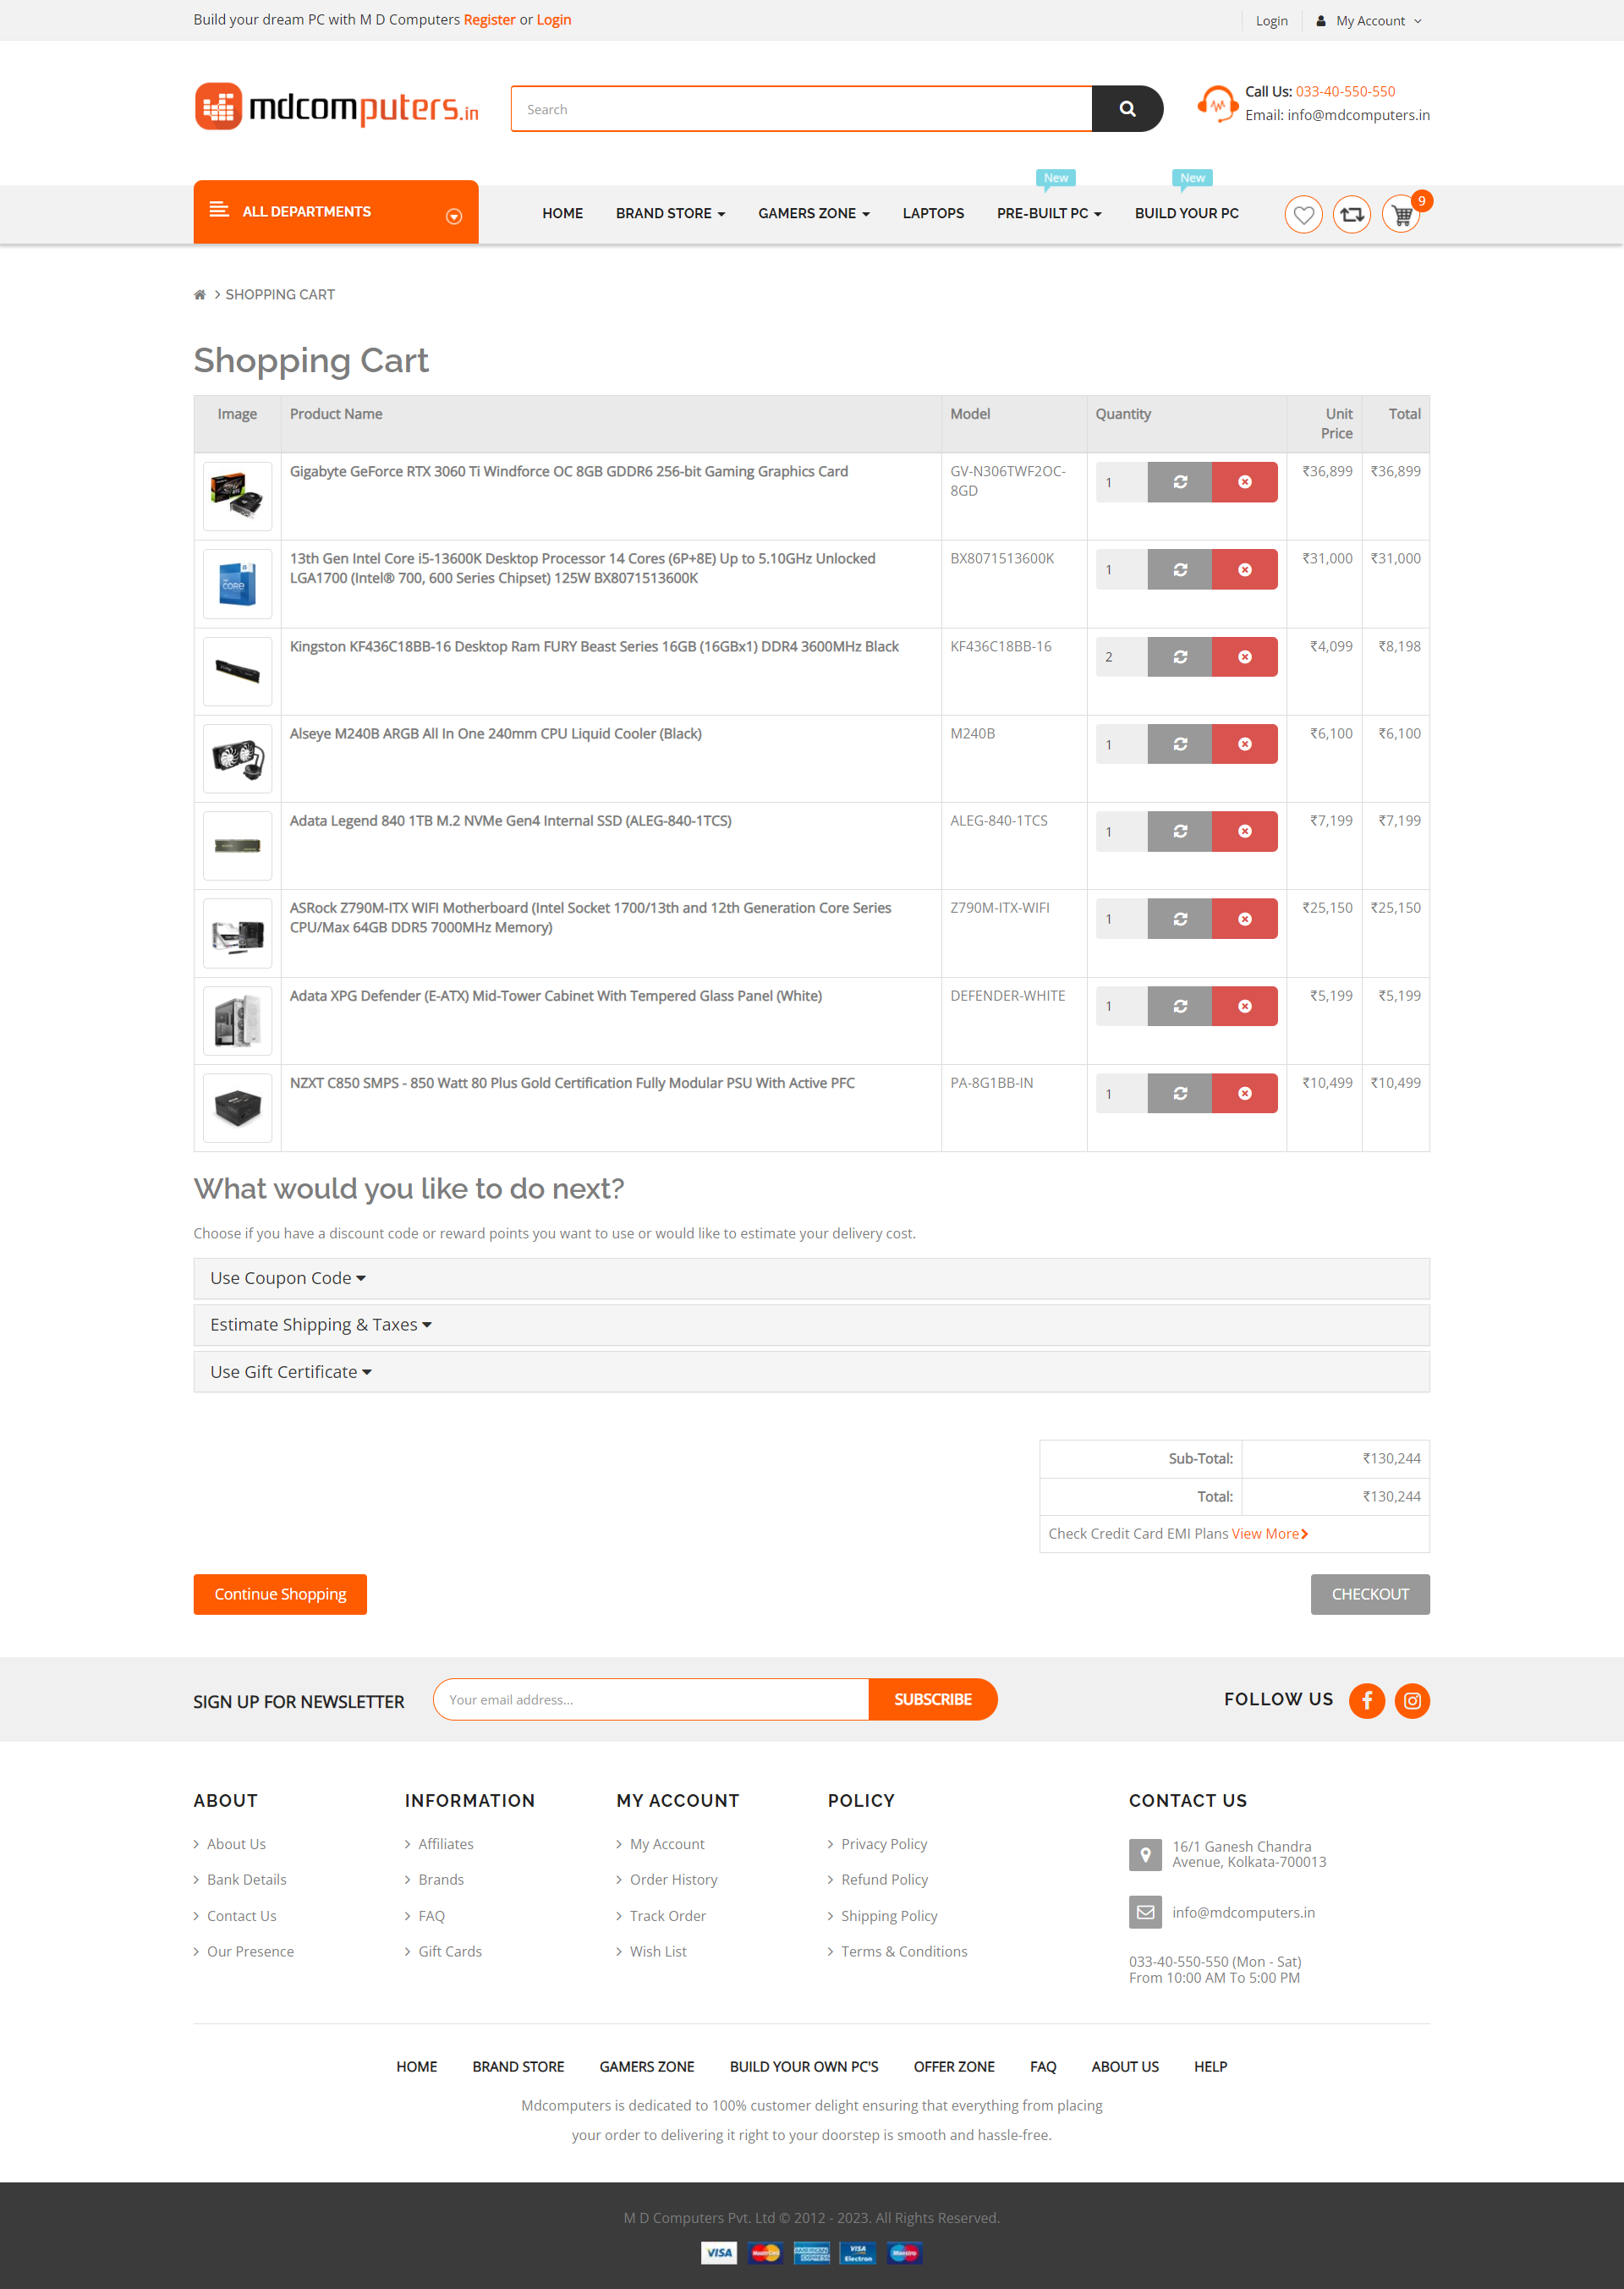 Build your dream PC with M D Computers Register or Login
Login
My Account
mdcomputers.in
Search
Call Us: 033-40-550-550
Email: info@mdcomputers.in
ALL DEPARTMENTS
HOME
BRAND STORE
GAMERS ZONE
LAPTOPS
New
PRE-BUILT PC
New
BUILD YOUR PC
9
SHOPPING CART
Shopping Cart
Image Product Name Model Quantity Unit Price Total
Gigabyte GeForce RTX 3060 Ti Windforce OC 8GB GDDR6 256-bit Gaming Graphics Card
GV-N306TWF2OC-
8GD
1
₹36,899 ₹36,899
13th Gen Intel Core i5-13600K Desktop Processor 14 Cores (6P+8E) Up to 5.10GHz Unlocked
LGA1700 (Intel® 700, 600 Series Chipset) 125W BX8071513600K
BX8071513600K
1
₹31,000 ₹31,000
Kingston KF436C18BB-16 Desktop Ram FURY Beast Series 16GB (16GBx1) DDR4 3600MHz Black
KF436C18BB-16
2
₹4,099 ₹8,198
Alseye M240B ARGB All In One 240mm CPU Liquid Cooler (Black)
M240B
1
₹6,100 ₹6,100
Adata Legend 840 1TB M.2 NVMe Gen4 Internal SSD (ALEG-840-1TCS)
ALEG-840-1TCS
1
₹7,199 ₹7,199
ASRock Z790M-ITX WIFI Motherboard (Intel Socket 1700/13th and 12th Generation Core Series
CPU/Max 64GB DDR5 7000MHz Memory)
Z790M-ITX-WIFI
1
₹25,150 ₹25,150
Adata XPG Defender (E-ATX) Mid-Tower Cabinet With Tempered Glass Panel (White)
DEFENDER-WHITE
1
₹5,199 ₹5,199
NZXT C850 SMPS - 850 Watt 80 Plus Gold Certification Fully Modular PSU With Active PFC
PA-8G1BB-IN
1
₹10,499 ₹10,499
What would you like to do next?
Choose if you have a discount code or reward points you want to use or would like to estimate your delivery cost.
Use Coupon Code
Estimate Shipping & Taxes
Use Gift Certificate
Sub-Total: ₹130,244
Total: ₹130,244
Check Credit Card EMI Plans View More
Continue Shopping
CHECKOUT
SIGN UP FOR NEWSLETTER
Your email address...
SUBSCRIBE
FOLLOW US
ABOUT
About Us
Bank Details
Contact Us
Our Presence
INFORMATION
Affiliates
Brands
FAQ
Gift Cards
MY ACCOUNT
My Account
Order History
Track Order
Wish List
POLICY
Privacy Policy
Refund Policy
Shipping Policy
Terms & Conditions
CONTACT US
16/1 Ganesh Chandra
Avenue, Kolkata-700013
info@mdcomputers.in
033-40-550-550 (Mon - Sat)
From 10:00 AM To 5:00 PM
HOME BRAND STORE GAMERS ZONE BUILD YOUR OWN PC'S OFFER ZONE FAQ ABOUT US HELP
Mdcomputers is dedicated to 100% customer delight ensuring that everything from placing
your order to delivering it right to your doorstep is smooth and hassle-free.
M D Computers Pvt. Ltd © 2012 - 2023. All Rights Reserved.
VISA
MasterCard
AMERICAN EXPRESS
VISA Electron
Maestro